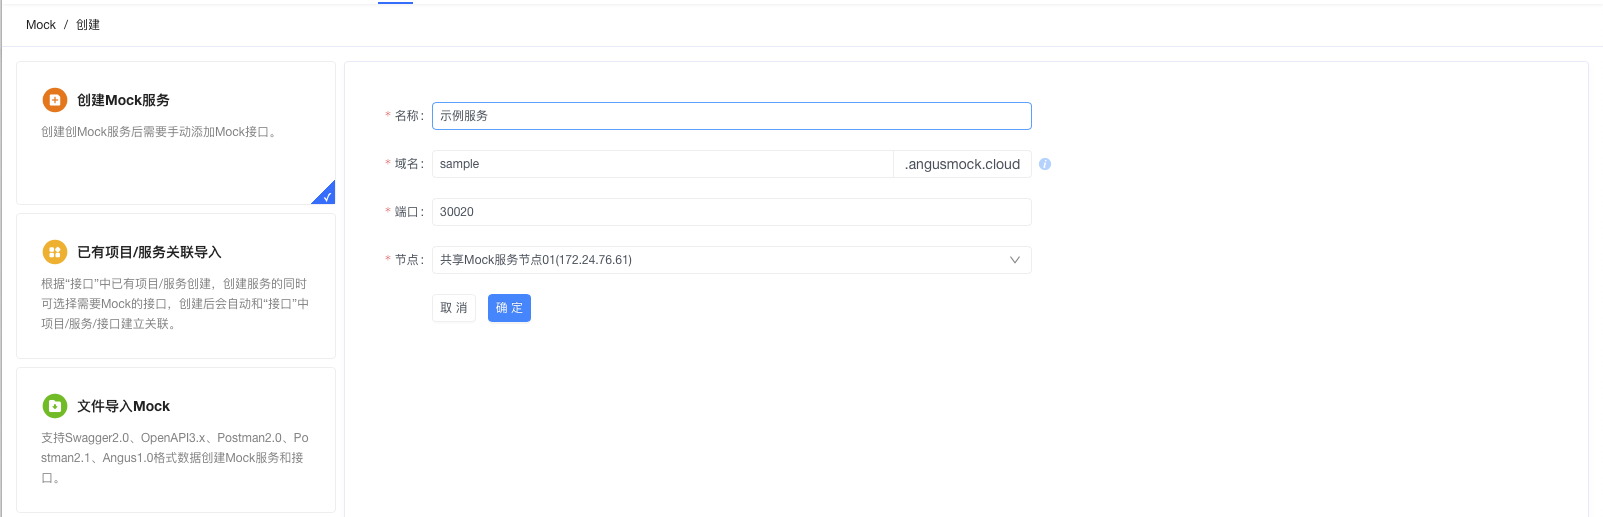 Mock / 创建
创建Mock服务
创建创Mock服务后需要手动添加Mock接口。
已有项目/服务关联导入
根据“接口”中已有项目/服务创建，创建服务的同时
可选择需要Mock的接口，创建后会自动和“接口”中
项目/服务/接口建立关联。
文件导入Mock
支持Swagger2.0、OpenAPI3.x、Postman2.0、Po
stman2.1、Angus1.0格式数据创建Mock服务和接
口。
* 名称： 示例服务
* 域名： sample .angusmock.cloud
* 端口： 30020
* 节点： 共享Mock服务节点01(172.24.76.61)
取 消 确 定